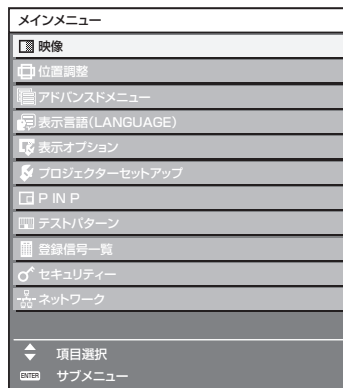 メインメニュー
映像
位置調整
アドバンスドメニュー
表示言語(LANGUAGE)
表示オプション
プロジェクターセットアップ
P IN P
テストパターン
登録信号一覧
セキュリティー
ネットワーク
項目選択
ENTER サブメニュー